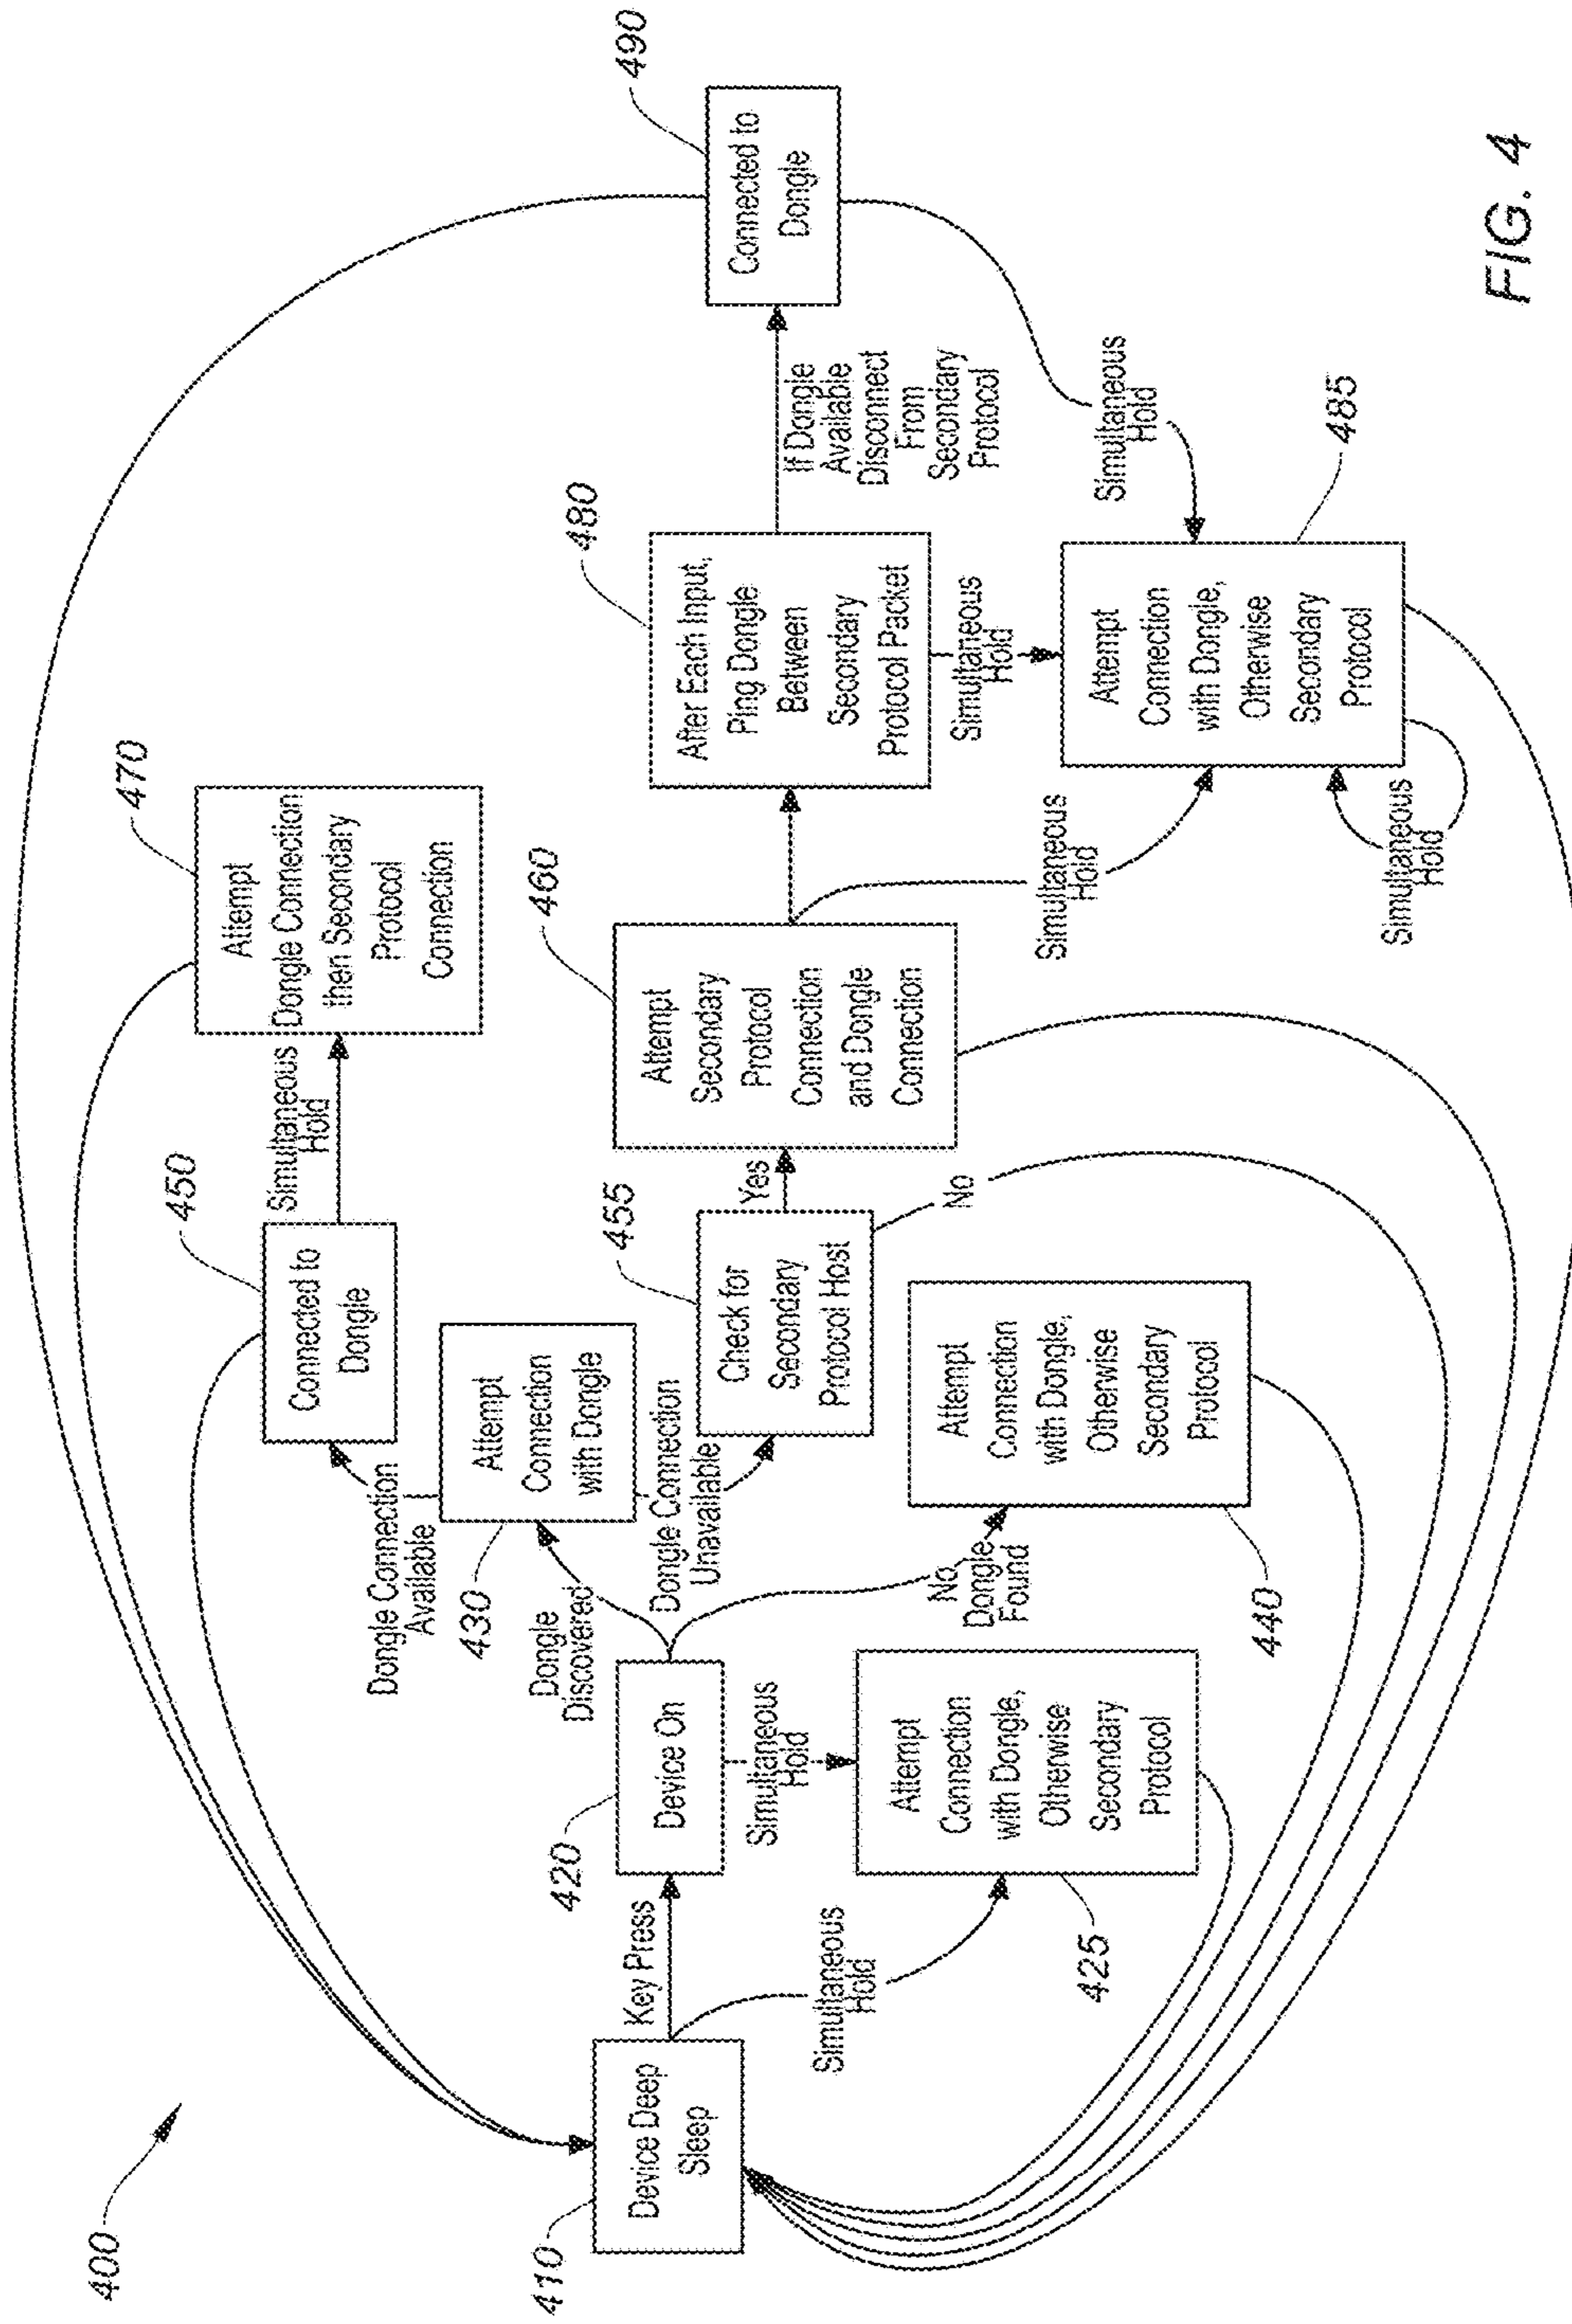 400
410
Device Deep
Sleep
Key Press
Simultaneous
Hold
420
Device On
Simultaneous
Hold
425
Attempt
Connection
with Dongle,
Otherwise
Secondary
Protocol
Dongle
Discovered
No
Dongle
Found
430
Attempt
Connection
with Dongle
440
Attempt
Connection
with Dongle,
Otherwise
Secondary
Protocol
Dongle Connection
Available
Dongle Connection
Unavailable
450
Connected to
Dongle
455
Check for
Secondary
Protocol Host
Yes
No
Simultaneous
Hold
460
Attempt
Secondary
Protocol
Connection
and Dongle
Connection
470
Attempt
Dongle Connection
then Secondary
Protocol
Connection
Simultaneous
Hold
480
After Each Input,
Ping Dongle
Between
Secondary
Protocol Packet
Simultaneous
Hold
485
Attempt
Connection
with Dongle,
Otherwise
Secondary
Protocol
Simultaneous
Hold
If Dongle
Available
Disconnect
From
Secondary
Protocol
490
Connected to
Dongle
Simultaneous
Hold
FIG. 4